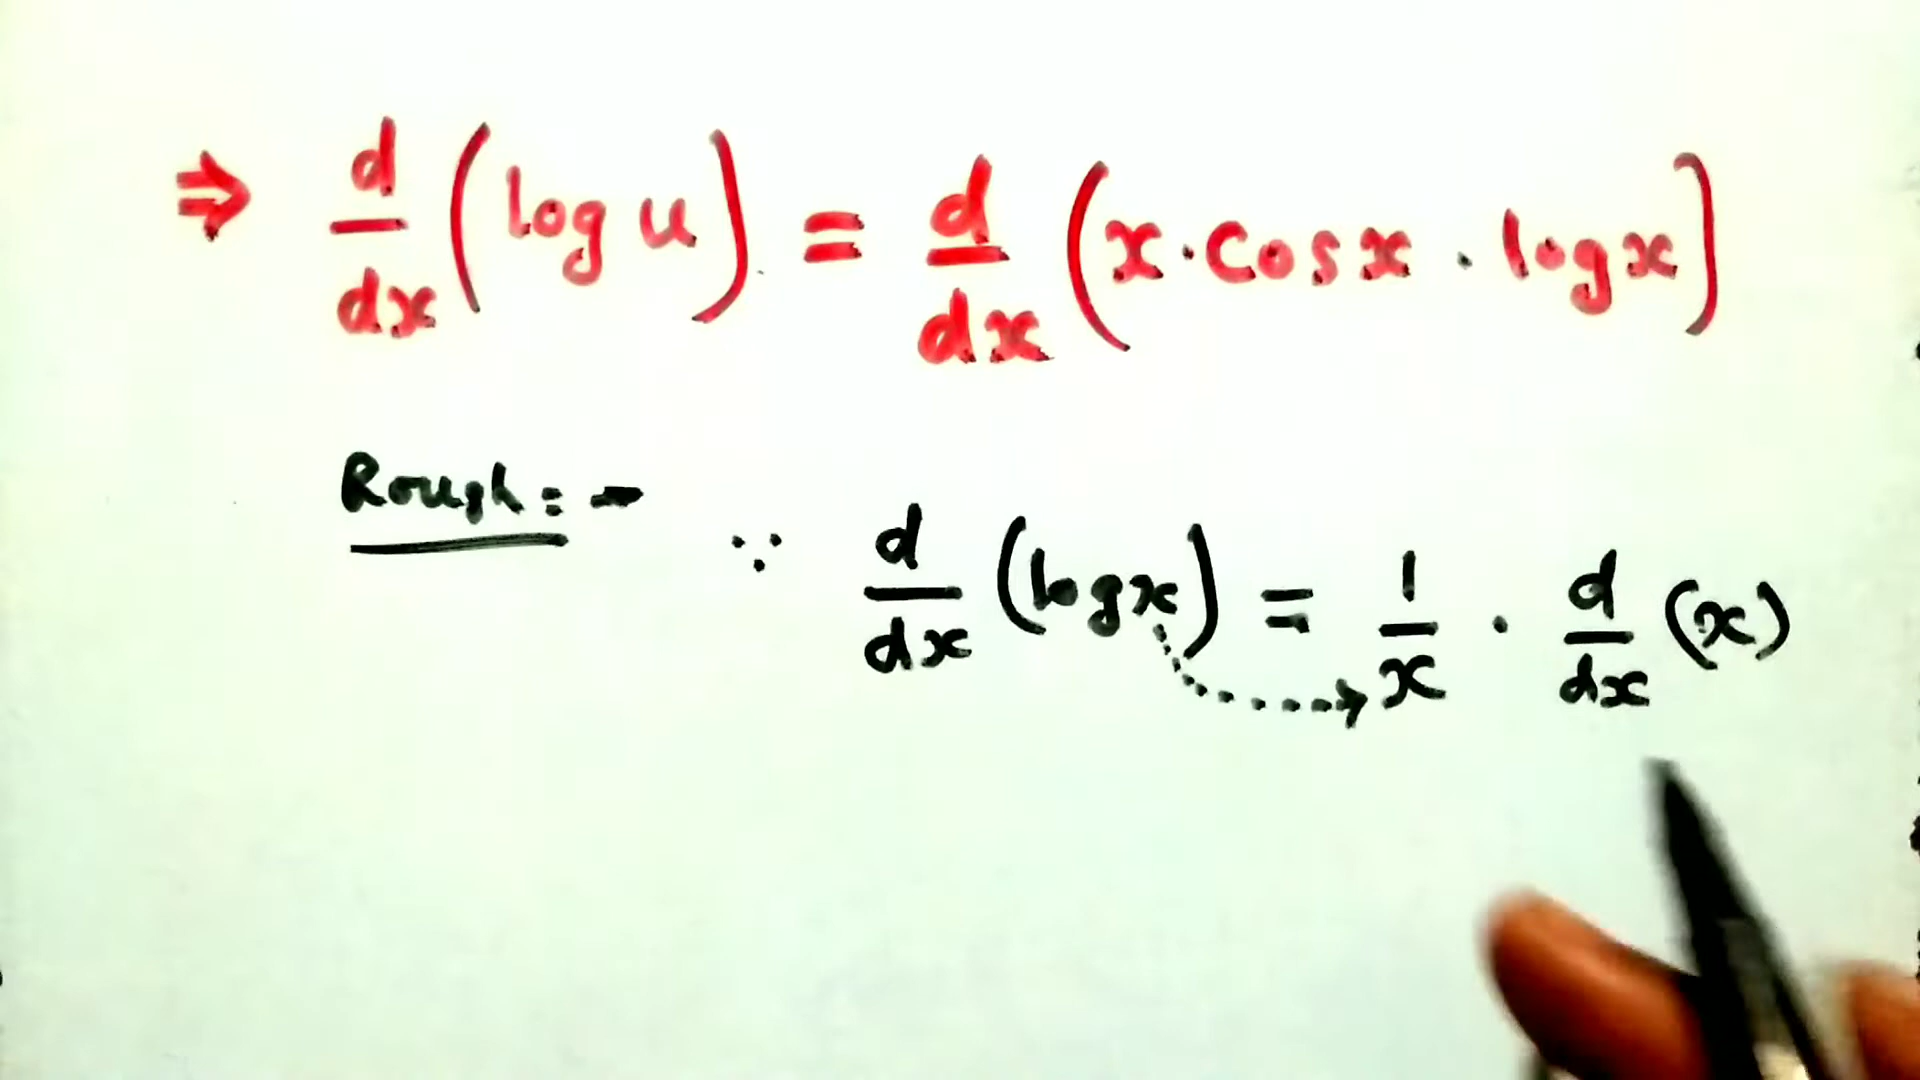 ⇒ d/dx (log u) = d/dx (x · cos x · log x)
Rough :-
∵ d/dx (log x) = 1/x · d/dx (x)